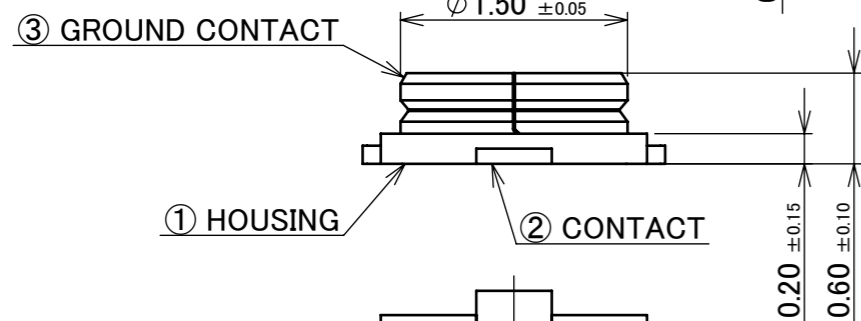 ⌀1.50 ±0.05
③ GROUND CONTACT
① HOUSING
② CONTACT
0.20 ±0.15
0.60 ±0.10